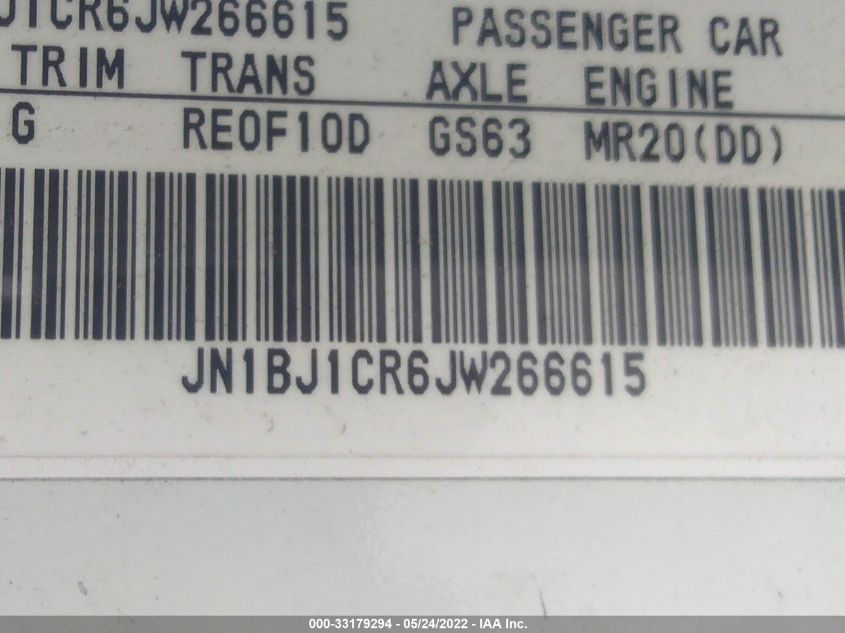 J1CR6JW266615 PASSENGER CAR
TRIM TRANS AXLE ENGINE
G RE0F10D GS63 MR20(DD)
JN1BJ1CR6JW266615
000-33179294 - 05/24/2022 - IAA Inc.